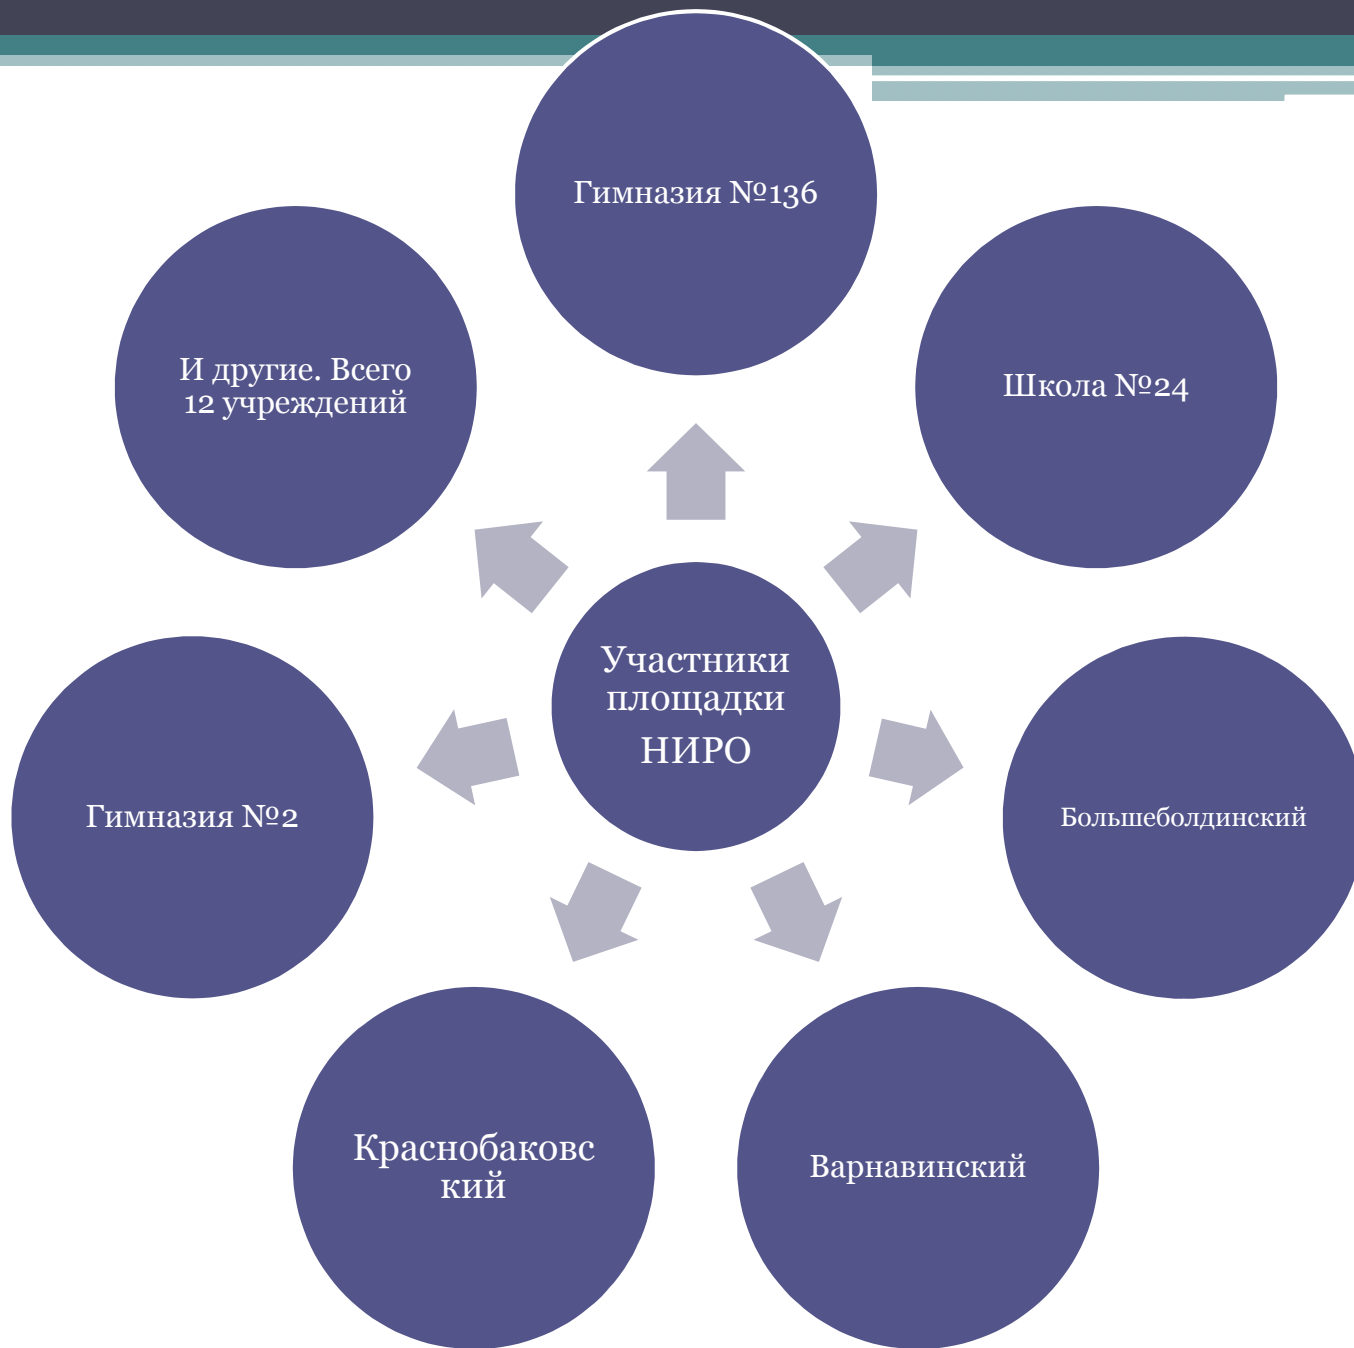 Гимназия №136
Школа №24
И другие. Всего
12 учреждений
Участники
площадки
НИРО
Большеболдинский
Гимназия №2
Краснобаковс
кий
Варнавинский